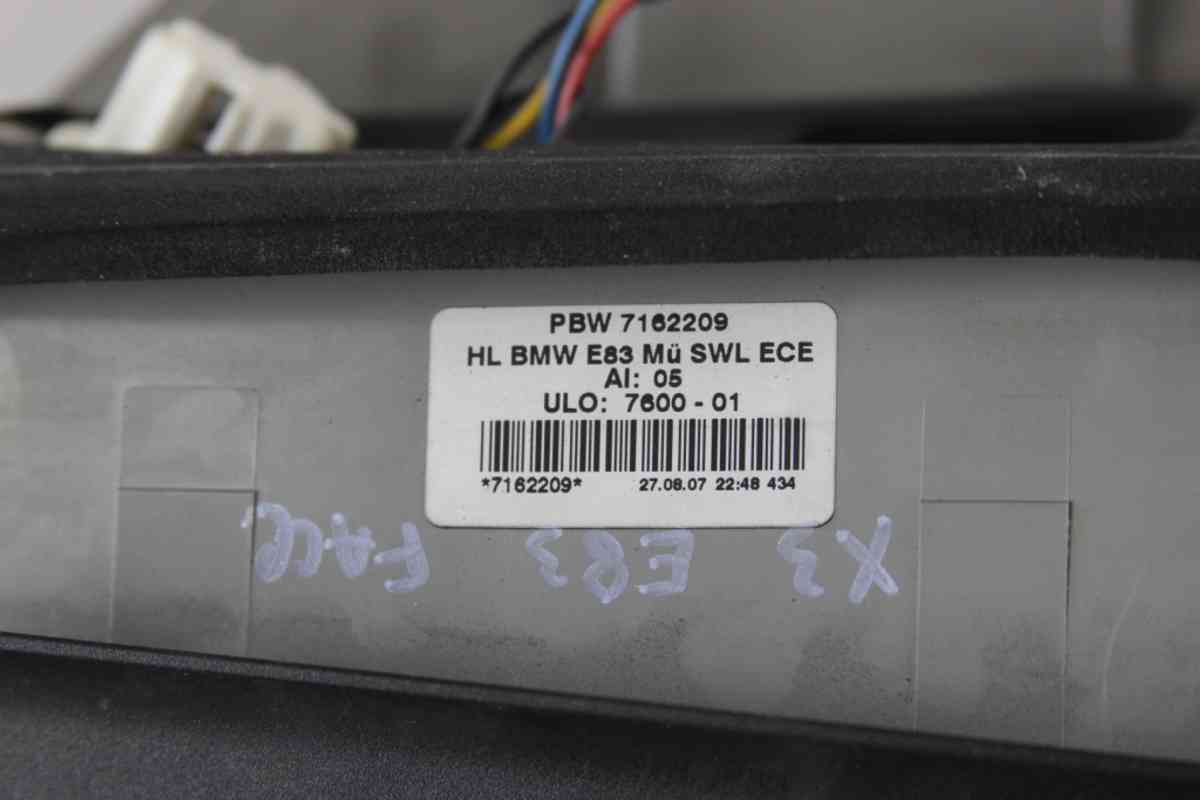 PBW 7162209
HL BMW E83 Mü SWL ECE
AI: 05
ULO: 7600 - 01
*7162209* 27.08.07 22:48 434
X3 E83